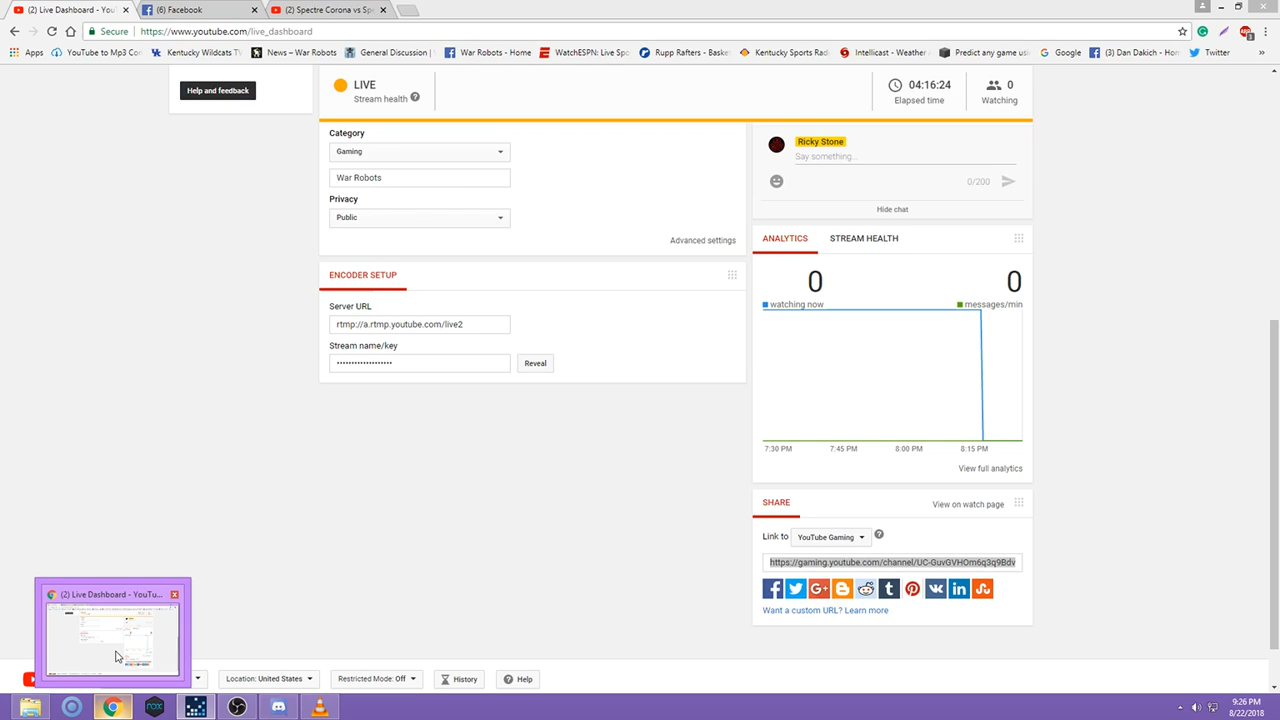 (2) Live Dashboard - You
(6) Facebook
(2) Spectre Corona vs Spe
Secure
https://www.youtube.com/live_dashboard
Apps
YouTube to Mp3 Co
Kentucky Wildcats TV
News – War Robots
General Discussion
War Robots - Home
WatchESPN: Live Spo
Rupp Rafters - Basket
Kentucky Sports Radi
Intellicast - Weather A
Predict any game usi
Google
(3) Dan Dakich - Hom
Twitter
Help and feedback
LIVE
Stream health ?
04:16:24
Elapsed time
0
Watching
Category
Gaming
War Robots
Privacy
Public
Advanced settings
Ricky Stone
Say something...
0/200
Hide chat
ENCODER SETUP
Server URL
rtmp://a.rtmp.youtube.com/live2
Stream name/key
Reveal
ANALYTICS
STREAM HEALTH
0
0
watching now
messages/min
7:30 PM
7:45 PM
8:00 PM
8:15 PM
View full analytics
SHARE
View on watch page
Link to
YouTube Gaming
https://gaming.youtube.com/channel/UC-GuvGVHOm6q3q9Bdv
Want a custom URL? Learn more
(2) Live Dashboard - YouTu...
Location: United States
Restricted Mode: Off
History
Help
nox
9:26 PM
8/22/2018